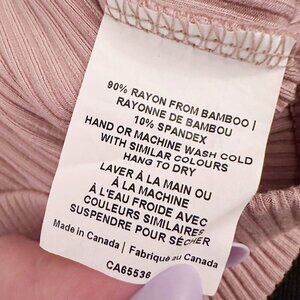 90% RAYON FROM BAMBOO |
RAYONNE DE BAMBOU
10% SPANDEX
HAND OR MACHINE WASH COLD
WITH SIMILAR COLOURS
HANG TO DRY
LAVER À LA MAIN OU
À LA MACHINE
À L'EAU FROIDE AVEC
COULEURS SIMILAIRES
SUSPENDRE POUR SÉCHER
Made in Canada | Fabriqué au Canada
CA65536